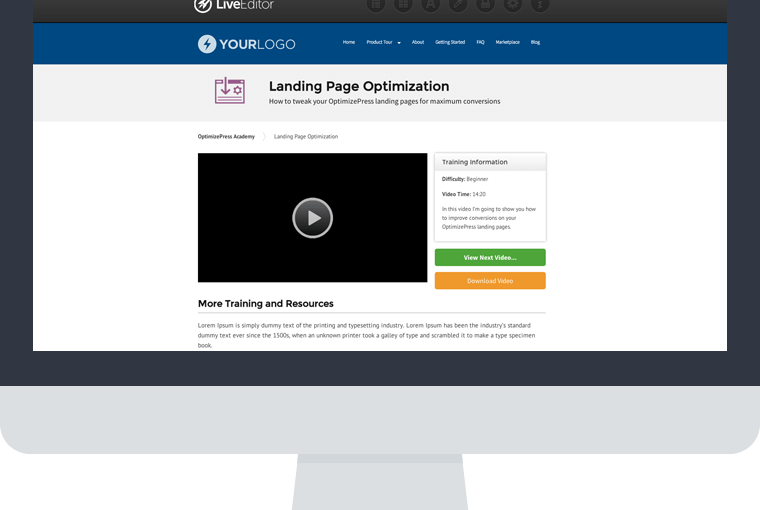 LiveEditor
YOURLOGO
Home Product Tour About Getting Started FAQ Marketplace Blog
Landing Page Optimization
How to tweak your OptimizePress landing pages for maximum conversions
OptimizePress Academy Landing Page Optimization
Training Information
Difficulty: Beginner
Video Time: 14:20
In this video I'm going to show you how
to improve conversions on your
OptimizePress landing pages.
View Next Video...
Download Video
More Training and Resources
Lorem Ipsum is simply dummy text of the printing and typesetting industry. Lorem Ipsum has been the industry's standard
dummy text ever since the 1500s, when an unknown printer took a galley of type and scrambled it to make a type specimen
book.